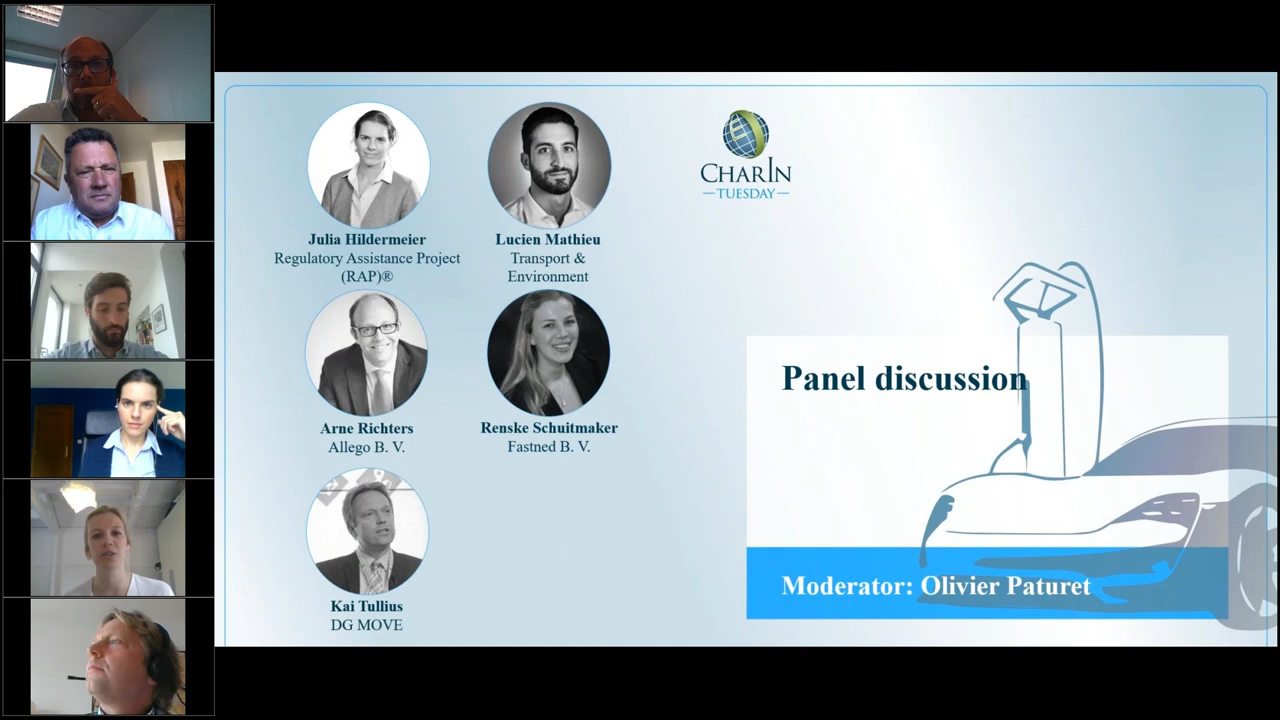 Julia Hildermeier
Regulatory Assistance Project
(RAP)®
Lucien Mathieu
Transport &
Environment
Arne Richters
Allego B. V.
Renske Schuitmaker
Fastned B. V.
Kai Tullius
DG MOVE
CHARIN
TUESDAY
Panel discussion
Moderator: Olivier Paturet